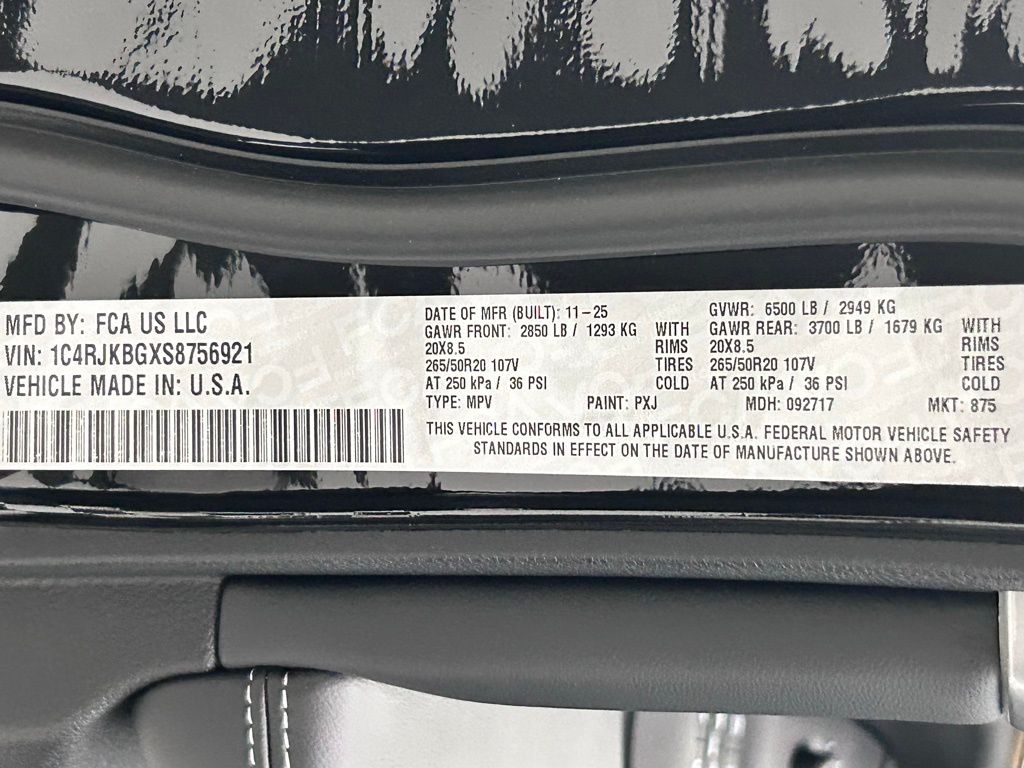 MFD BY: FCA US LLC
VIN: 1C4RJKBGXS8756921
VEHICLE MADE IN: U.S.A.
DATE OF MFR (BUILT): 11-25
GAWR FRONT: 2850 LB / 1293 KG WITH
20X8.5 RIMS
265/50R20 107V TIRES
AT 250 kPa / 36 PSI COLD
GVWR: 6500 LB / 2949 KG
GAWR REAR: 3700 LB / 1679 KG WITH
20X8.5 RIMS
265/50R20 107V TIRES
AT 250 kPa / 36 PSI COLD
TYPE: MPV PAINT: PXJ MDH: 092717 MKT: 875
THIS VEHICLE CONFORMS TO ALL APPLICABLE U.S.A. FEDERAL MOTOR VEHICLE SAFETY
STANDARDS IN EFFECT ON THE DATE OF MANUFACTURE SHOWN ABOVE.